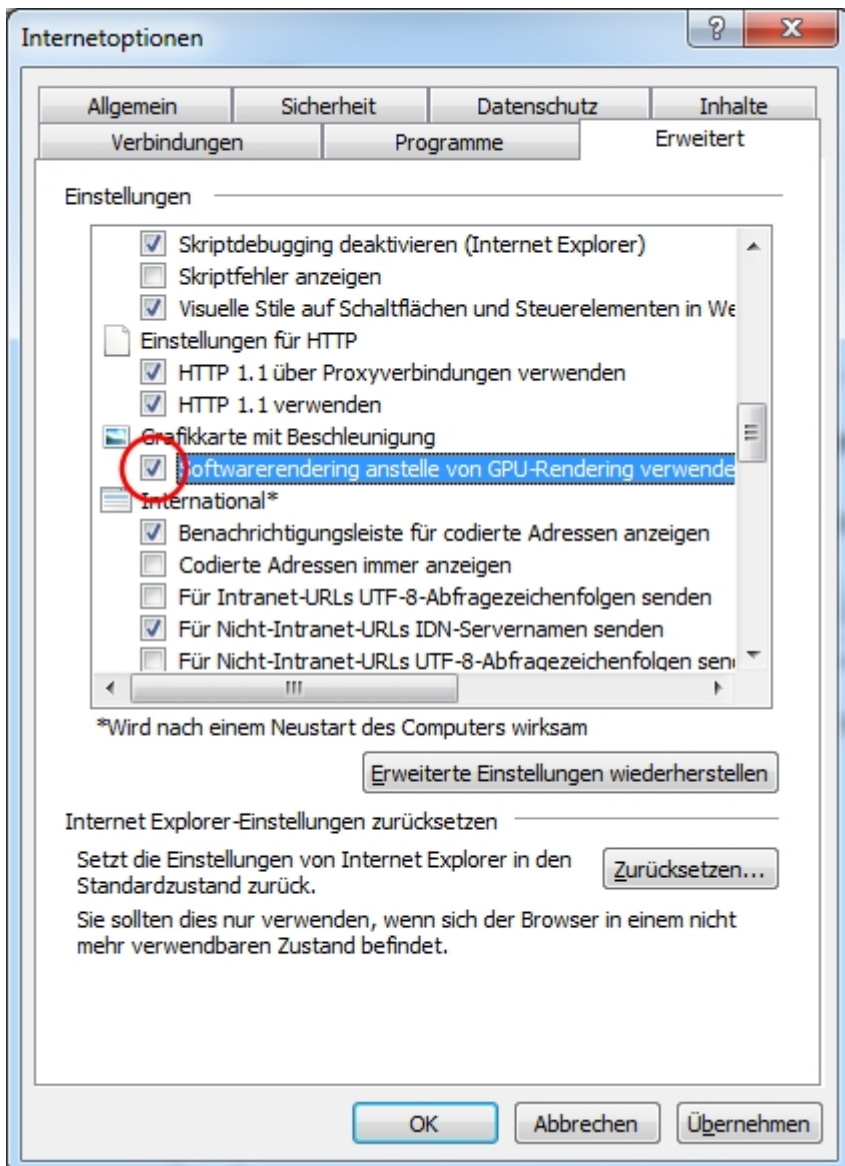 Internetoptionen
Allgemein Sicherheit Datenschutz Inhalte
Verbindungen Programme Erweitert
Einstellungen
Skriptdebugging deaktivieren (Internet Explorer)
Skriptfehler anzeigen
Visuelle Stile auf Schaltflächen und Steuerelementen in We
Einstellungen für HTTP
HTTP 1.1 über Proxyverbindungen verwenden
HTTP 1.1 verwenden
Grafikkarte mit Beschleunigung
Softwarerendering anstelle von GPU-Rendering verwende
International*
Benachrichtigungsleiste für codierte Adressen anzeigen
Codierte Adressen immer anzeigen
Für Intranet-URLs UTF-8-Abfragezeichenfolgen senden
Für Nicht-Intranet-URLs IDN-Servernamen senden
Für Nicht-Intranet-URLs UTF-8-Abfragezeichenfolgen sen
*Wird nach einem Neustart des Computers wirksam
Erweiterte Einstellungen wiederherstellen
Internet Explorer-Einstellungen zurücksetzen
Setzt die Einstellungen von Internet Explorer in den
Standardzustand zurück.
Zurücksetzen...
Sie sollten dies nur verwenden, wenn sich der Browser in einem nicht
mehr verwendbaren Zustand befindet.
OK Abbrechen Übernehmen